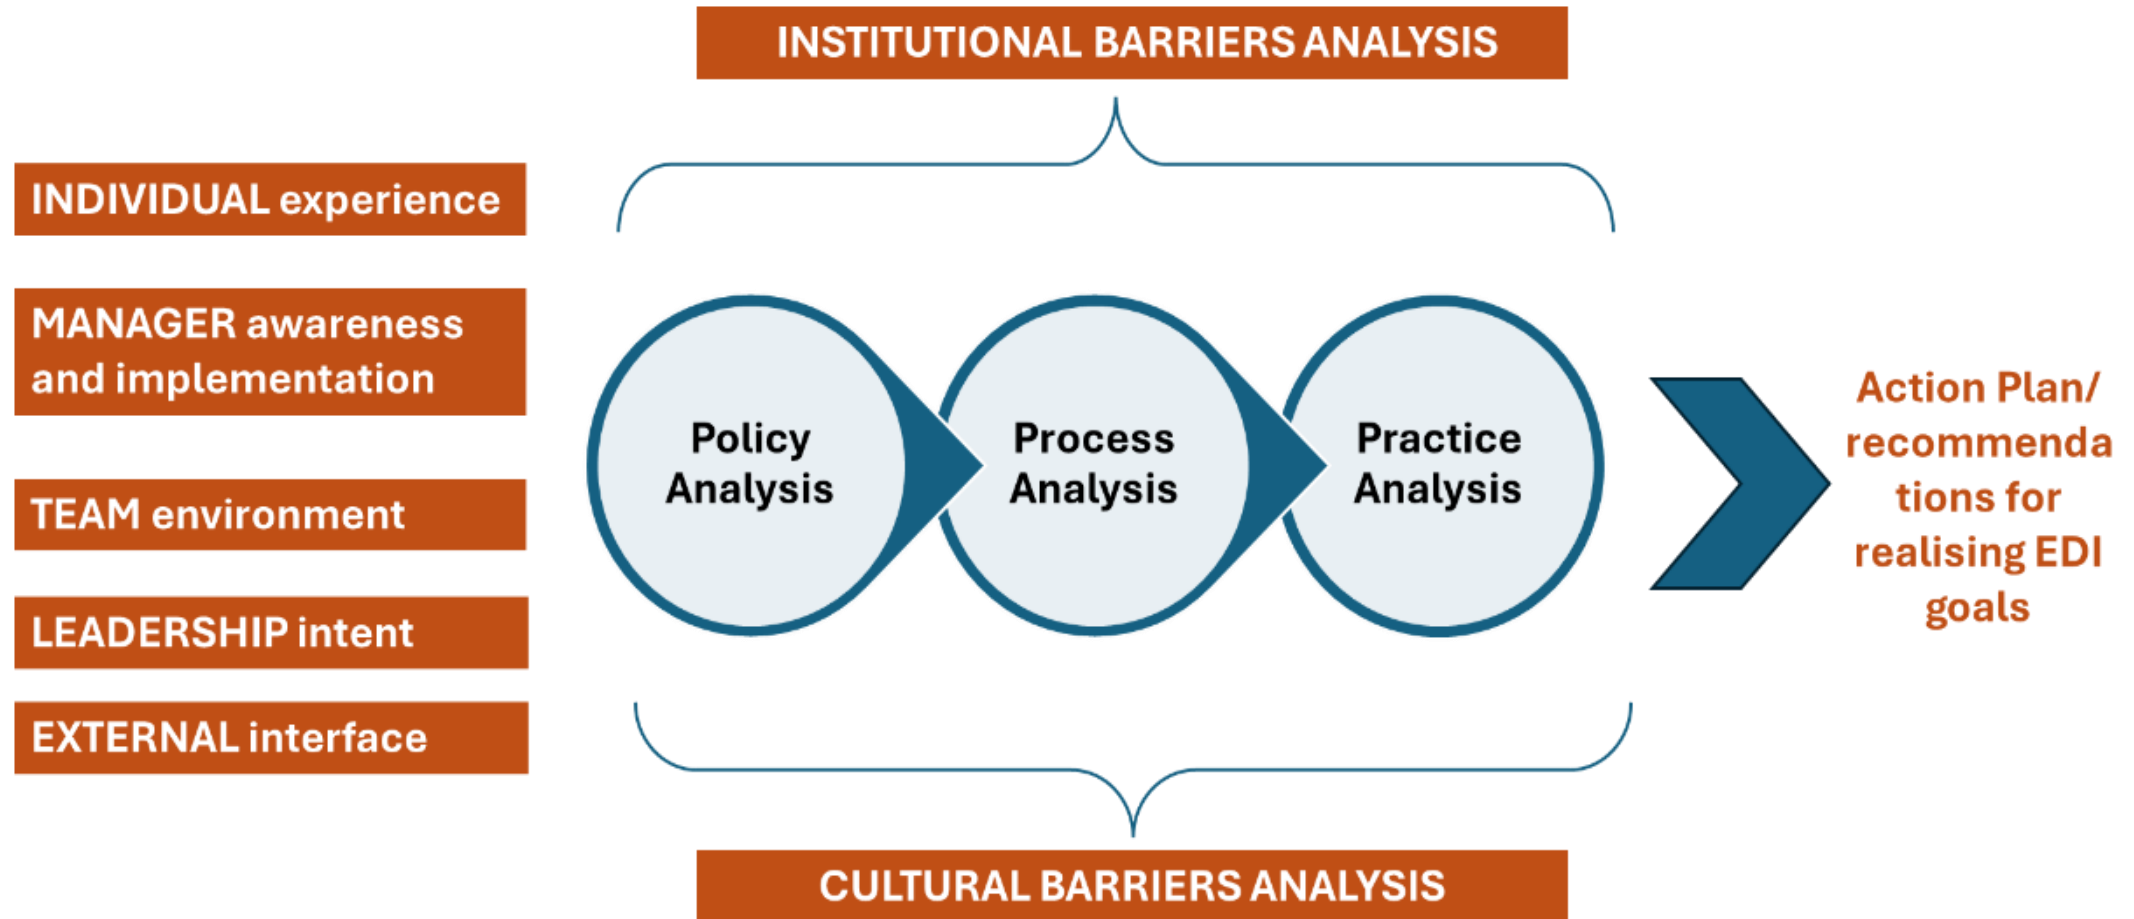 INSTITUTIONAL BARRIERS ANALYSIS
INDIVIDUAL experience
MANAGER awareness
and implementation
TEAM environment
LEADERSHIP intent
EXTERNAL interface
Policy
Analysis
Process
Analysis
Practice
Analysis
Action Plan/
recommenda
tions for
realising EDI
goals
CULTURAL BARRIERS ANALYSIS